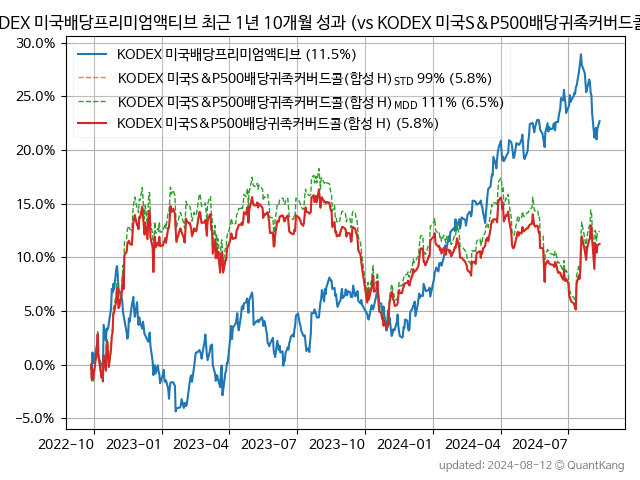 DEX 미국배당프리미엄액티브 최근 1년 10개월 성과 (vs KODEX 미국S&P500배당귀족커버드콜
KODEX 미국배당프리미엄액티브 (11.5%)
KODEX 미국S&P500배당귀족커버드콜(합성 H) STD 99% (5.8%)
KODEX 미국S&P500배당귀족커버드콜(합성 H) MDD 111% (6.5%)
KODEX 미국S&P500배당귀족커버드콜(합성 H) (5.8%)
30.0%
20.0%
15.0%
10.0%
5.0%
0.0%
−5.0%
25.0%
2022-10 2023-01 2023-04 2023-07 2023-10 2024-01 2024-04 2024-07
updated: 2024-08-12 © QuantKang